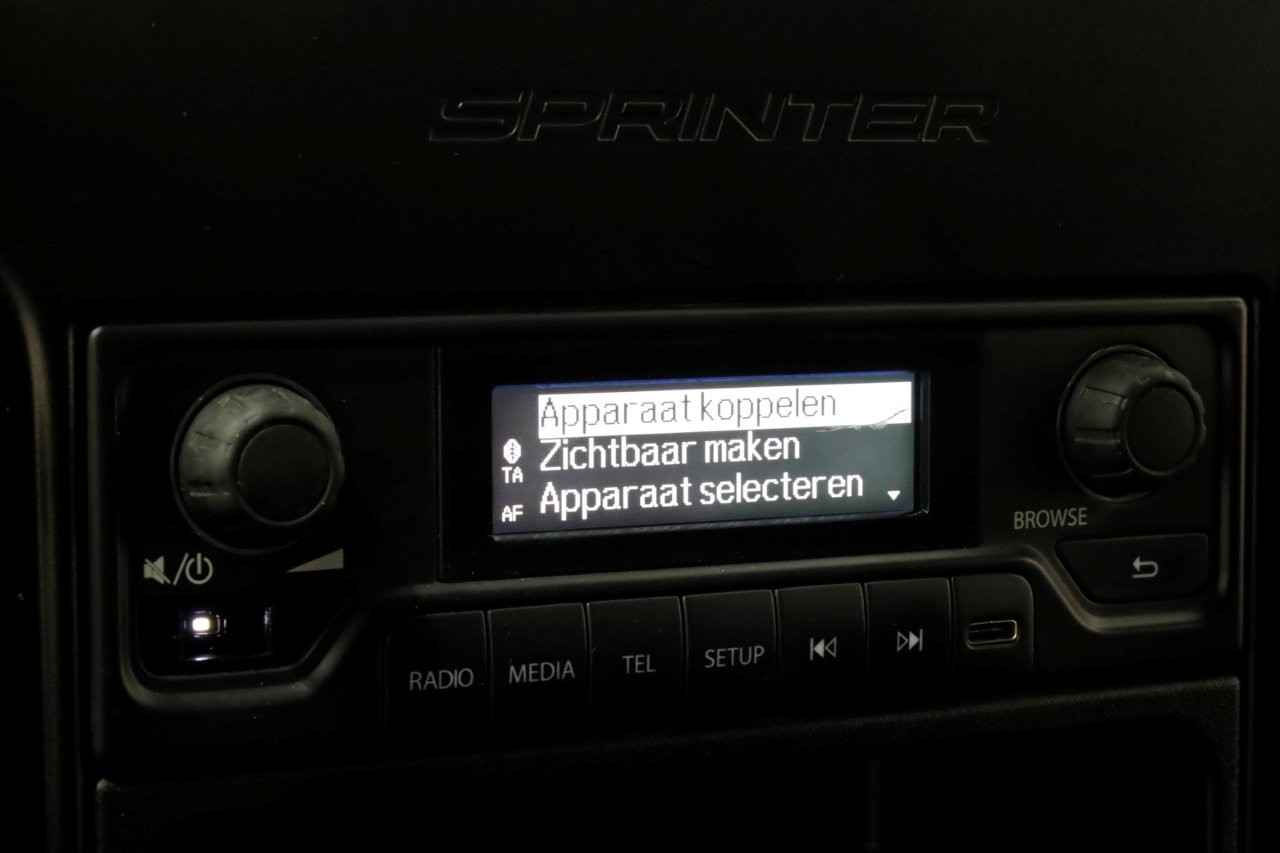 SPRINTER
Apparaat koppelen
Zichtbaar maken
TA
Apparaat selecteren
AF
BROWSE
RADIO
MEDIA
TEL
SETUP